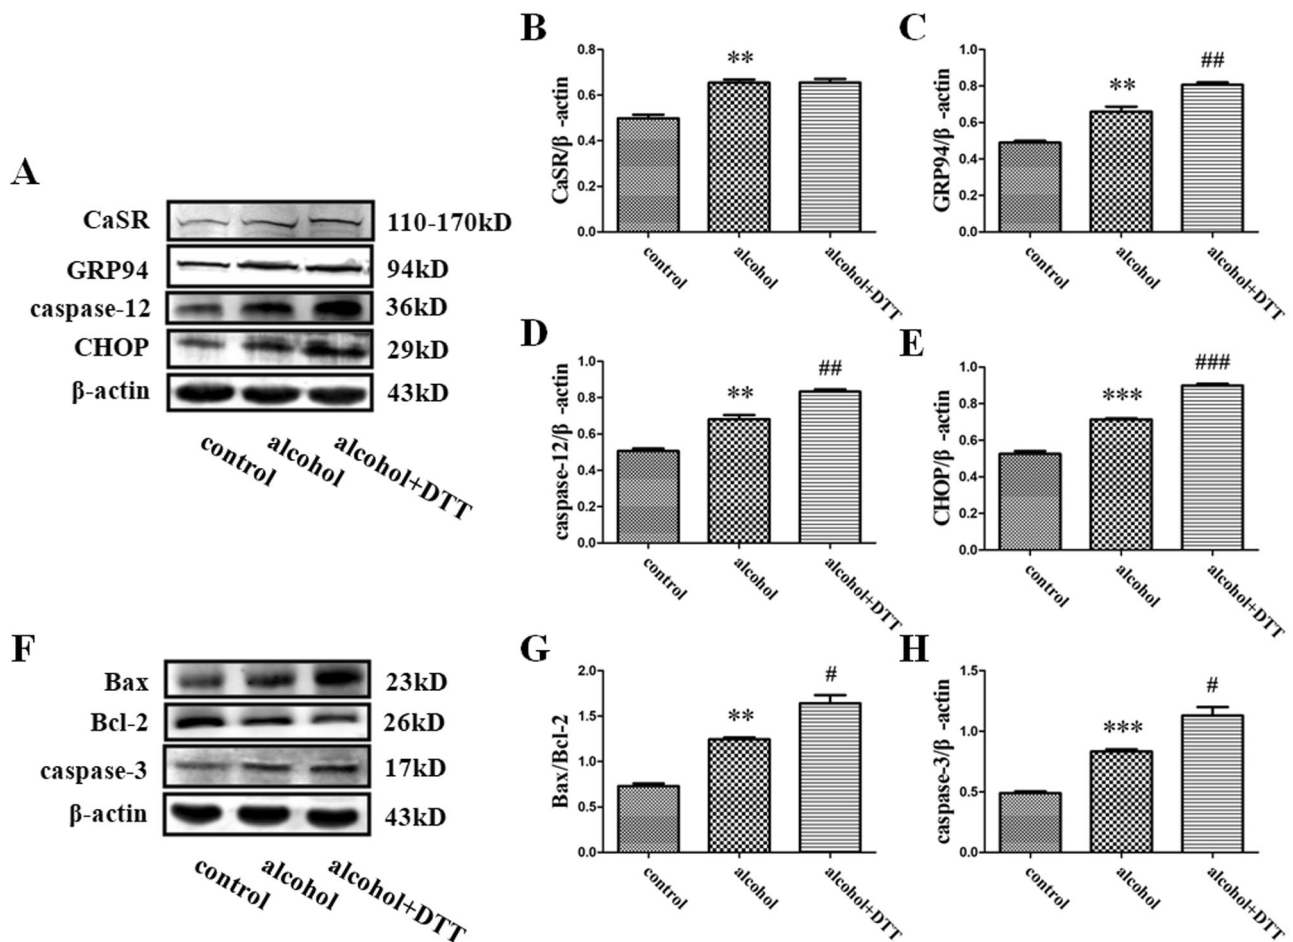 A
CaSR 110-170kD
GRP94 94kD
caspase-12 36kD
CHOP 29kD
β-actin 43kD
control alcohol alcohol+DTT
B
CaSR/β -actin
0.8
0.6
0.4
0.2
0.0
**
control alcohol alcohol+DTT
C
GRP94/β -actin
1.0
0.8
0.6
0.4
0.2
0.0
**
##
control alcohol alcohol+DTT
D
caspase-12/β -actin
1.0
0.8
0.6
0.4
0.2
0.0
**
##
control alcohol alcohol+DTT
E
CHOP/β -actin
1.0
0.8
0.6
0.4
0.2
0.0
***
###
control alcohol alcohol+DTT
F
Bax 23kD
Bcl-2 26kD
caspase-3 17kD
β-actin 43kD
control alcohol alcohol+DTT
G
Bax/Bcl-2
2.0
1.5
1.0
0.5
0.0
**
#
control alcohol alcohol+DTT
H
caspase-3/β -actin
1.5
1.0
0.5
0.0
***
#
control alcohol alcohol+DTT